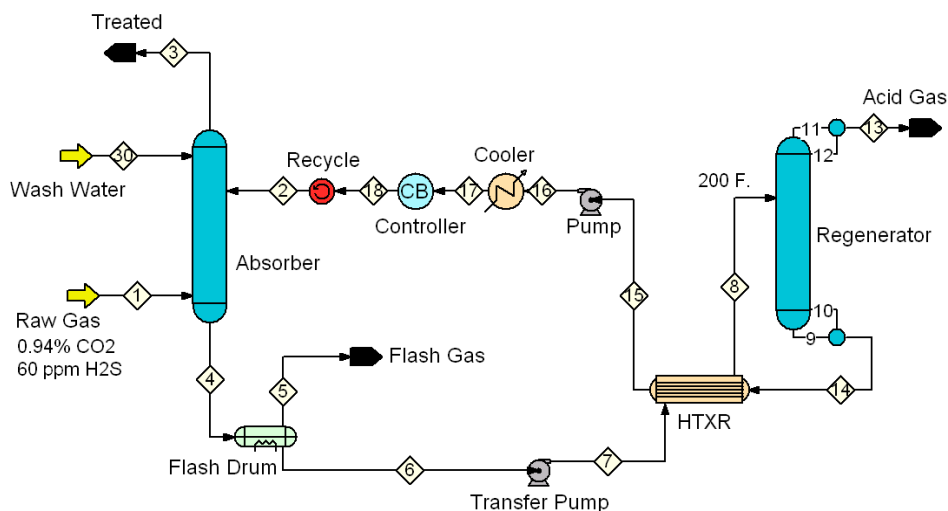 Treated
3
Acid Gas
11
13
12
30
Wash Water
Recycle
Cooler
2
18
CB
17
16
Controller
Pump
200 F.
Regenerator
Absorber
1
15
8
Raw Gas
0.94% CO2
60 ppm H2S
10
9
4
5
Flash Gas
14
HTXR
Flash Drum
6
7
Transfer Pump